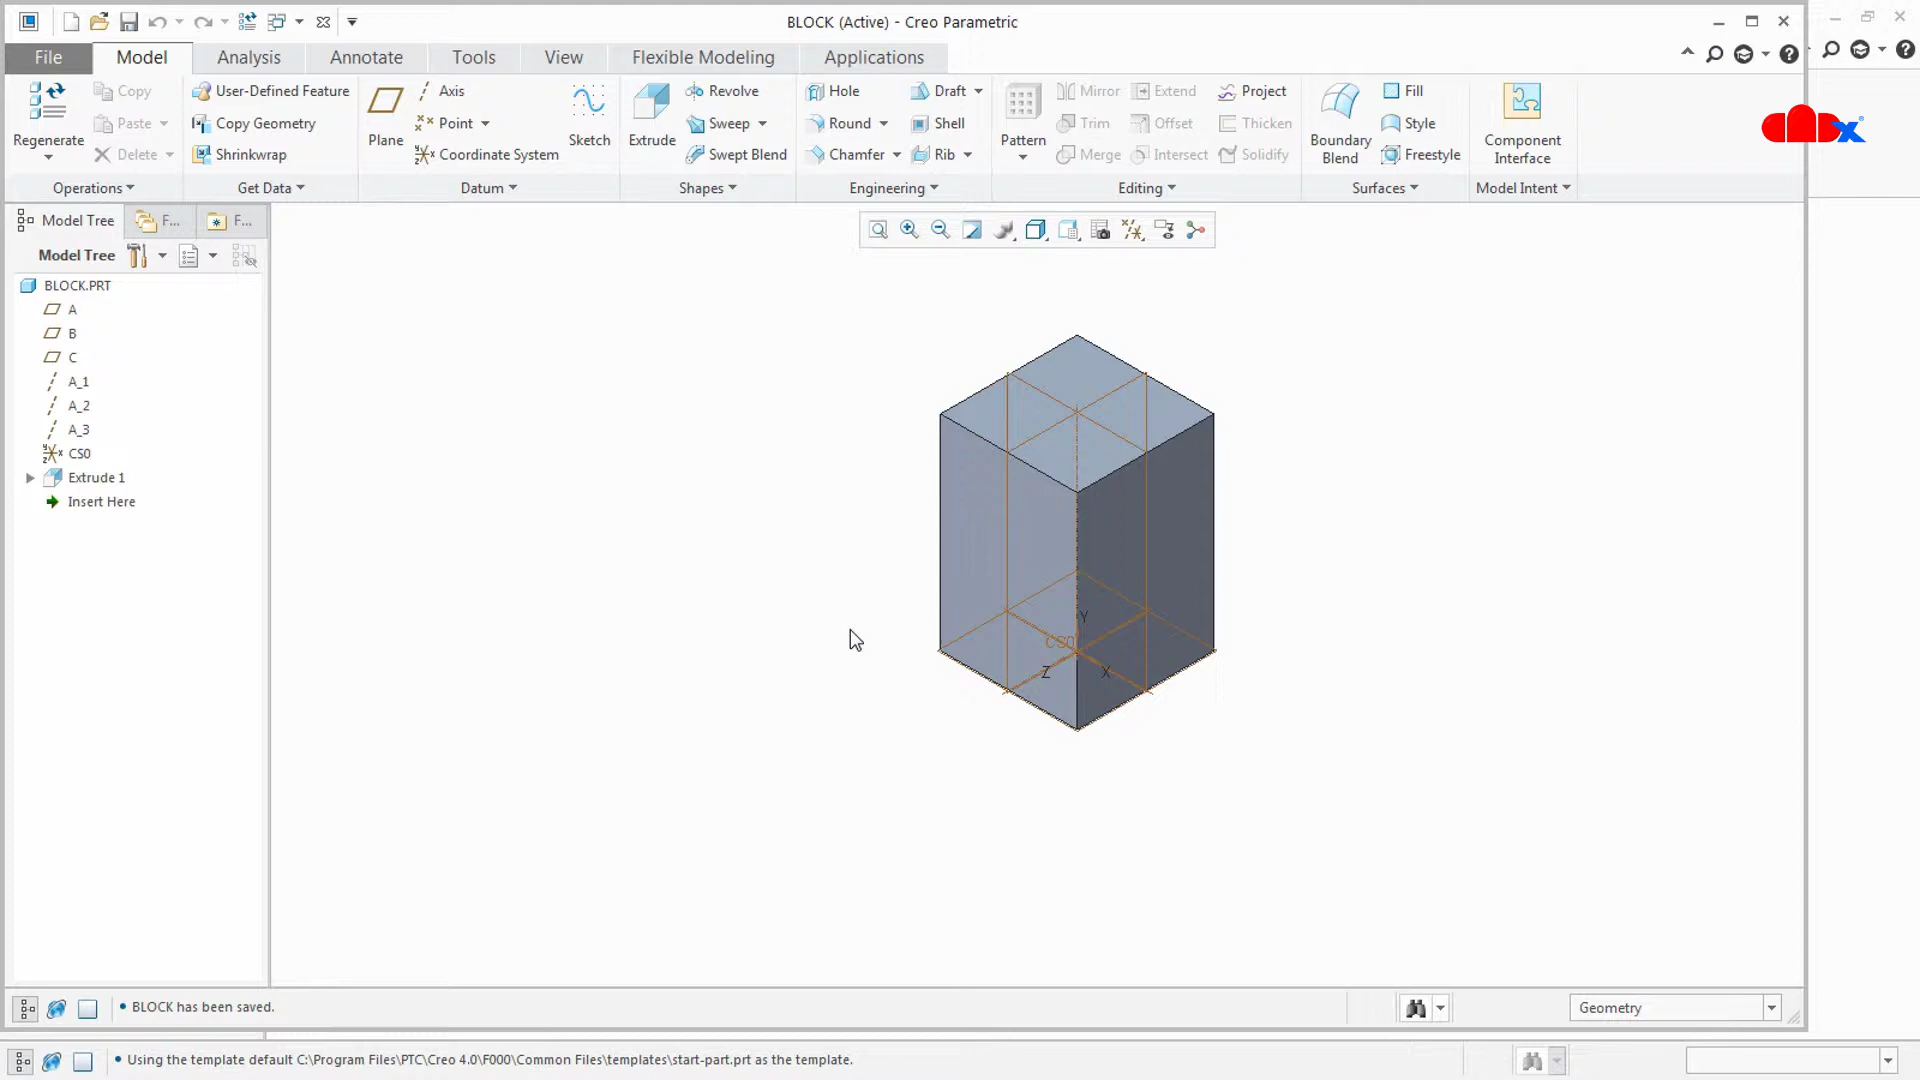 BLOCK (Active) - Creo Parametric
File Model Analysis Annotate Tools View Flexible Modeling Applications
Regenerate
Copy
Paste
Delete
Operations
User-Defined Feature
Copy Geometry
Shrinkwrap
Get Data
Plane
Axis
Point
Coordinate System
Sketch
Datum
Extrude
Revolve
Sweep
Swept Blend
Shapes
Hole
Round
Chamfer
Draft
Shell
Rib
Engineering
Pattern
Mirror
Trim
Merge
Extend
Offset
Intersect
Project
Thicken
Solidify
Editing
Boundary
Blend
Fill
Style
Freestyle
Surfaces
Component
Interface
Model Intent
Model Tree F... F...
Model Tree
BLOCK.PRT
A
B
C
A_1
A_2
A_3
CS0
Extrude 1
Insert Here
Y
CS0
Z X
• BLOCK has been saved.
Geometry
• Using the template default C:\Program Files\PTC\Creo 4.0\F000\Common Files\templates\start-part.prt as the template.